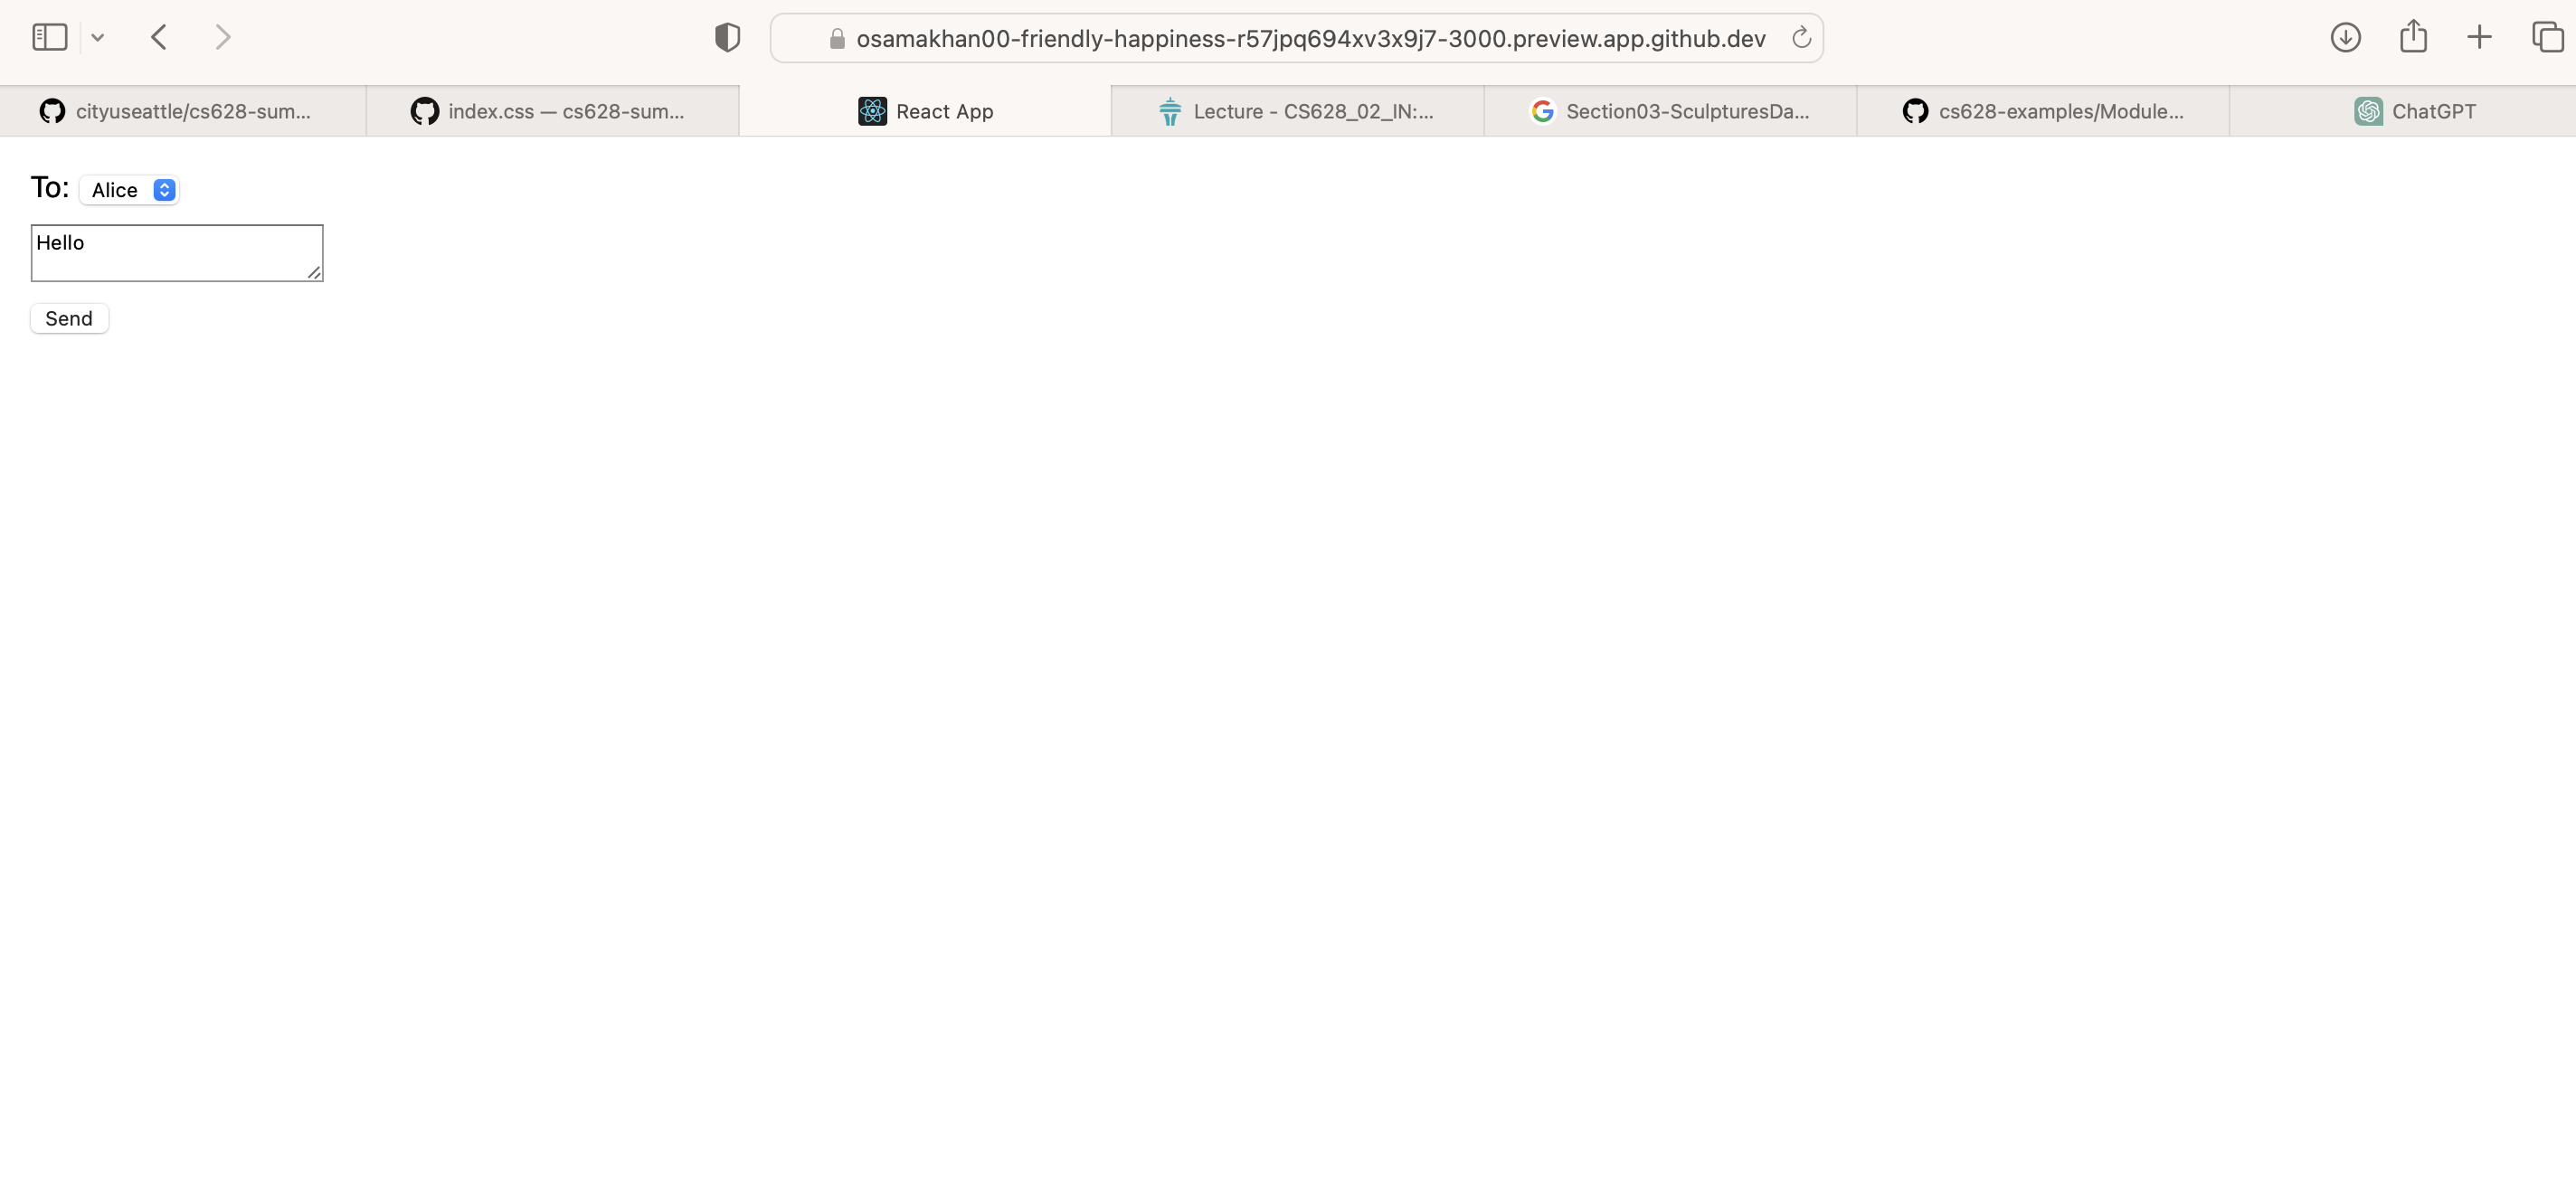 osamakhan00-friendly-happiness-r57jpq694xv3x9j7-3000.preview.app.github.dev
cityuseattle/cs628-sum...
index.css — cs628-sum...
React App
Lecture - CS628_02_IN:...
Section03-SculpturesDa...
cs628-examples/Module...
ChatGPT
To: Alice
Hello
Send